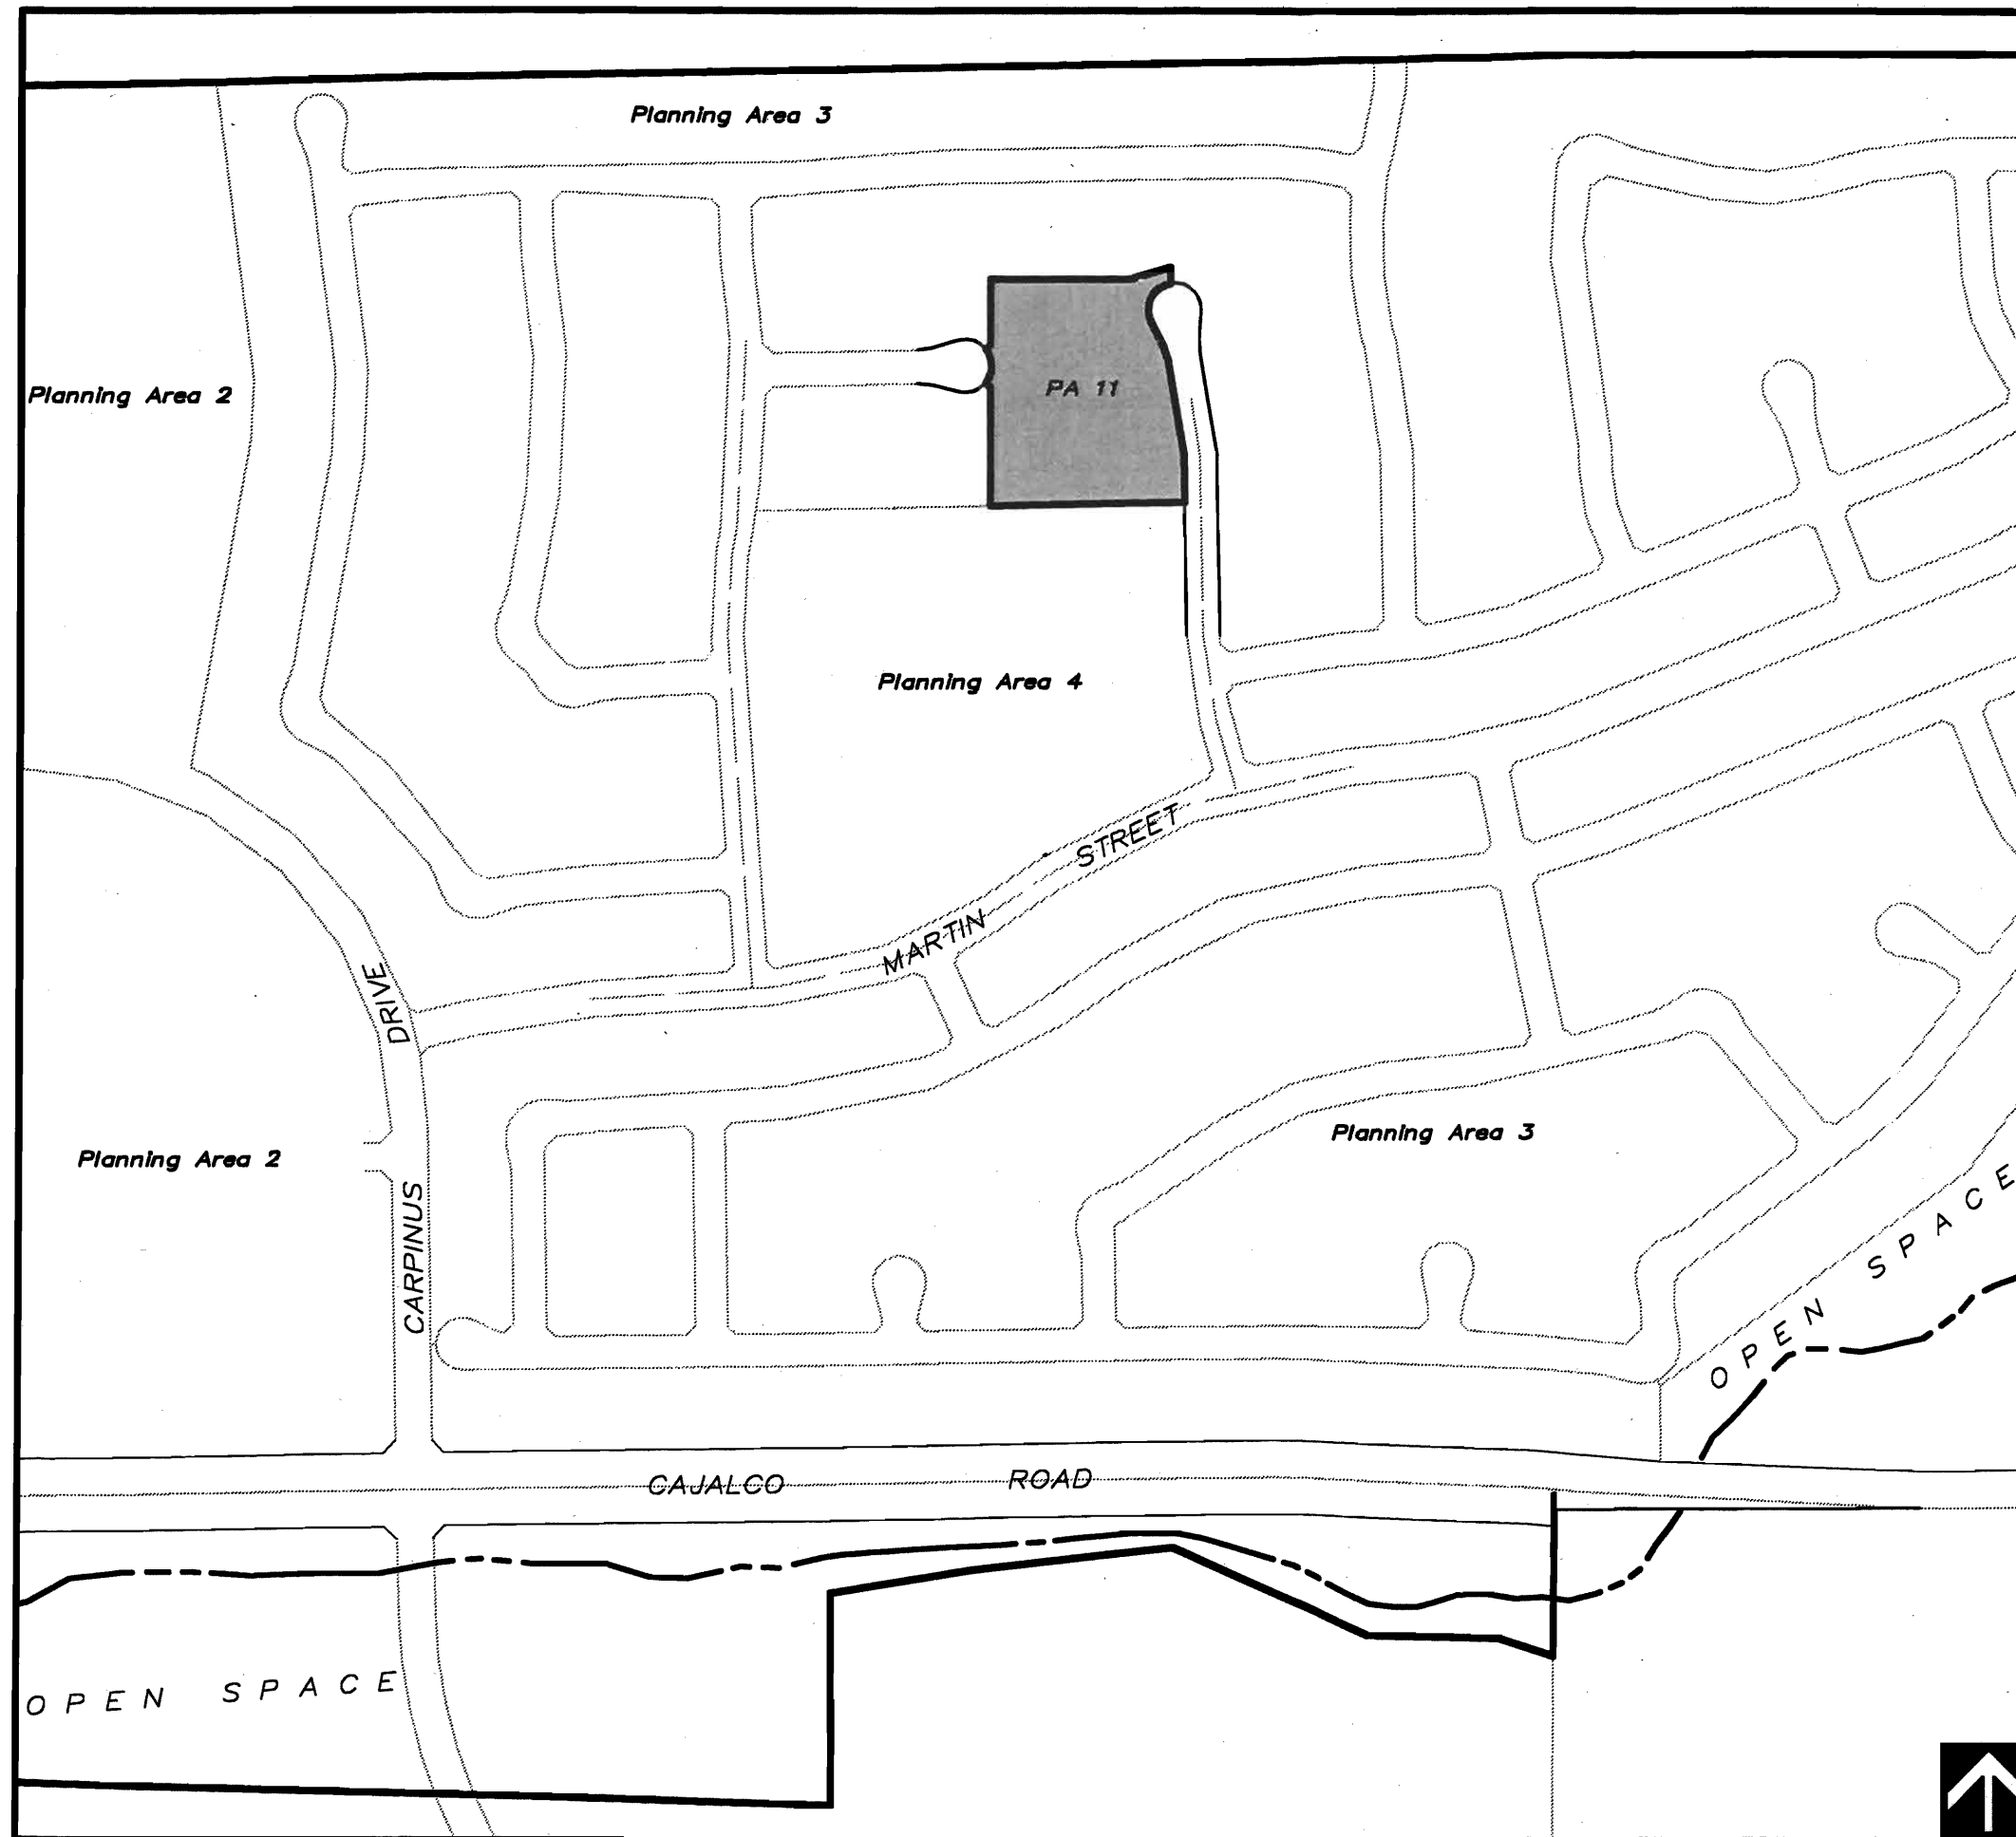 Planning Area 3
Planning Area 2
PA 11
Planning Area 4
MARTIN STREET
CARPINUS DRIVE
Planning Area 3
Planning Area 2
OPEN SPACE
CAJALCO ROAD
OPEN SPACE